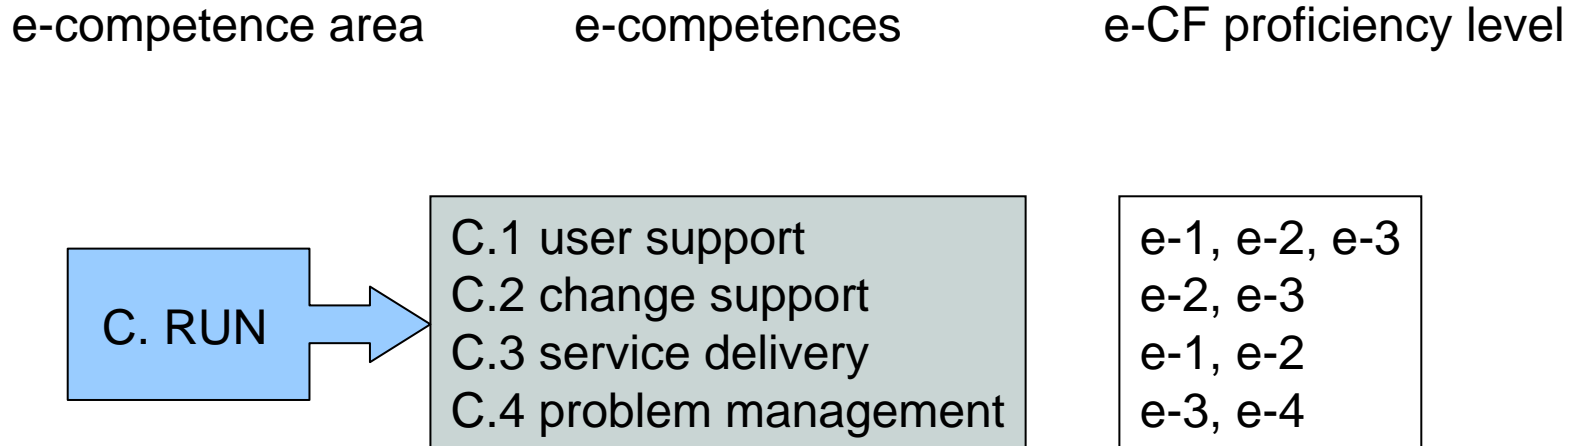 e-competence area e-competences e-CF proficiency level
C. RUN
C.1 user support e-1, e-2, e-3
C.2 change support e-2, e-3
C.3 service delivery e-1, e-2
C.4 problem management e-3, e-4